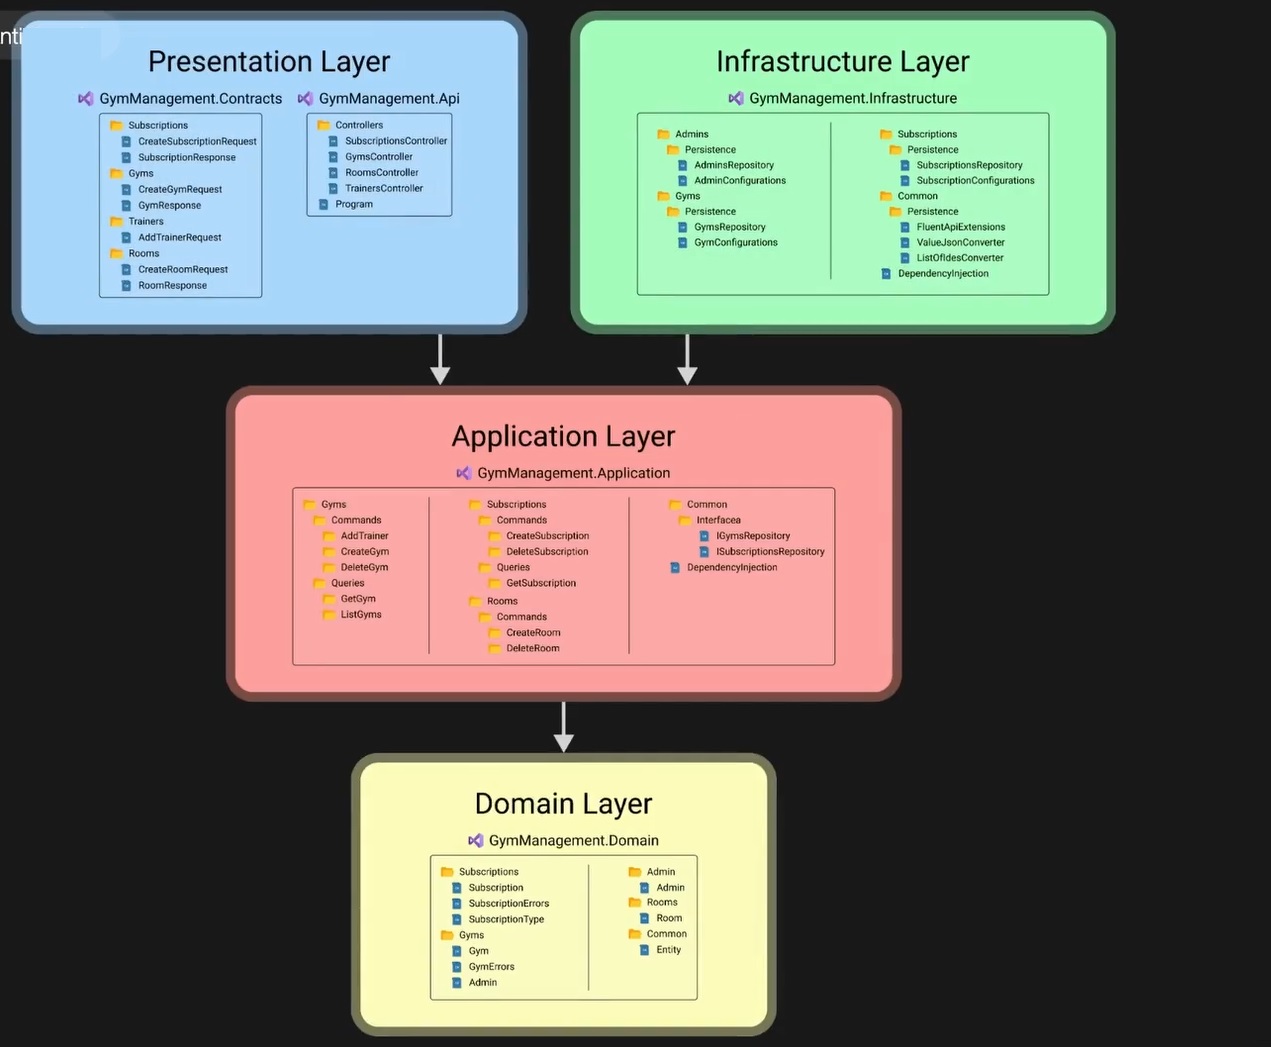 nti
Presentation Layer
GymManagement.Contracts
Subscriptions
CreateSubscriptionRequest
SubscriptionResponse
Gyms
CreateGymRequest
GymResponse
Trainers
AddTrainerRequest
Rooms
CreateRoomRequest
RoomResponse
GymManagement.Api
Controllers
SubscriptionsController
GymsController
RoomsController
TrainersController
Program
Infrastructure Layer
GymManagement.Infrastructure
Admins
Persistence
AdminsRepository
AdminConfigurations
Gyms
Persistence
GymsRepository
GymConfigurations
Subscriptions
Persistence
SubscriptionsRepository
SubscriptionConfigurations
Common
Persistence
FluentApiExtensions
ValueJsonConverter
ListOfIdesConverter
DependencyInjection
Application Layer
GymManagement.Application
Gyms
Commands
AddTrainer
CreateGym
DeleteGym
Queries
GetGym
ListGyms
Subscriptions
Commands
CreateSubscription
DeleteSubscription
Queries
GetSubscription
Rooms
Commands
CreateRoom
DeleteRoom
Common
Interfacea
IGymsRepository
ISubscriptionsRepository
DependencyInjection
Domain Layer
GymManagement.Domain
Subscriptions
Subscription
SubscriptionErrors
SubscriptionType
Gyms
Gym
GymErrors
Admin
Admin
Admin
Rooms
Room
Common
Entity